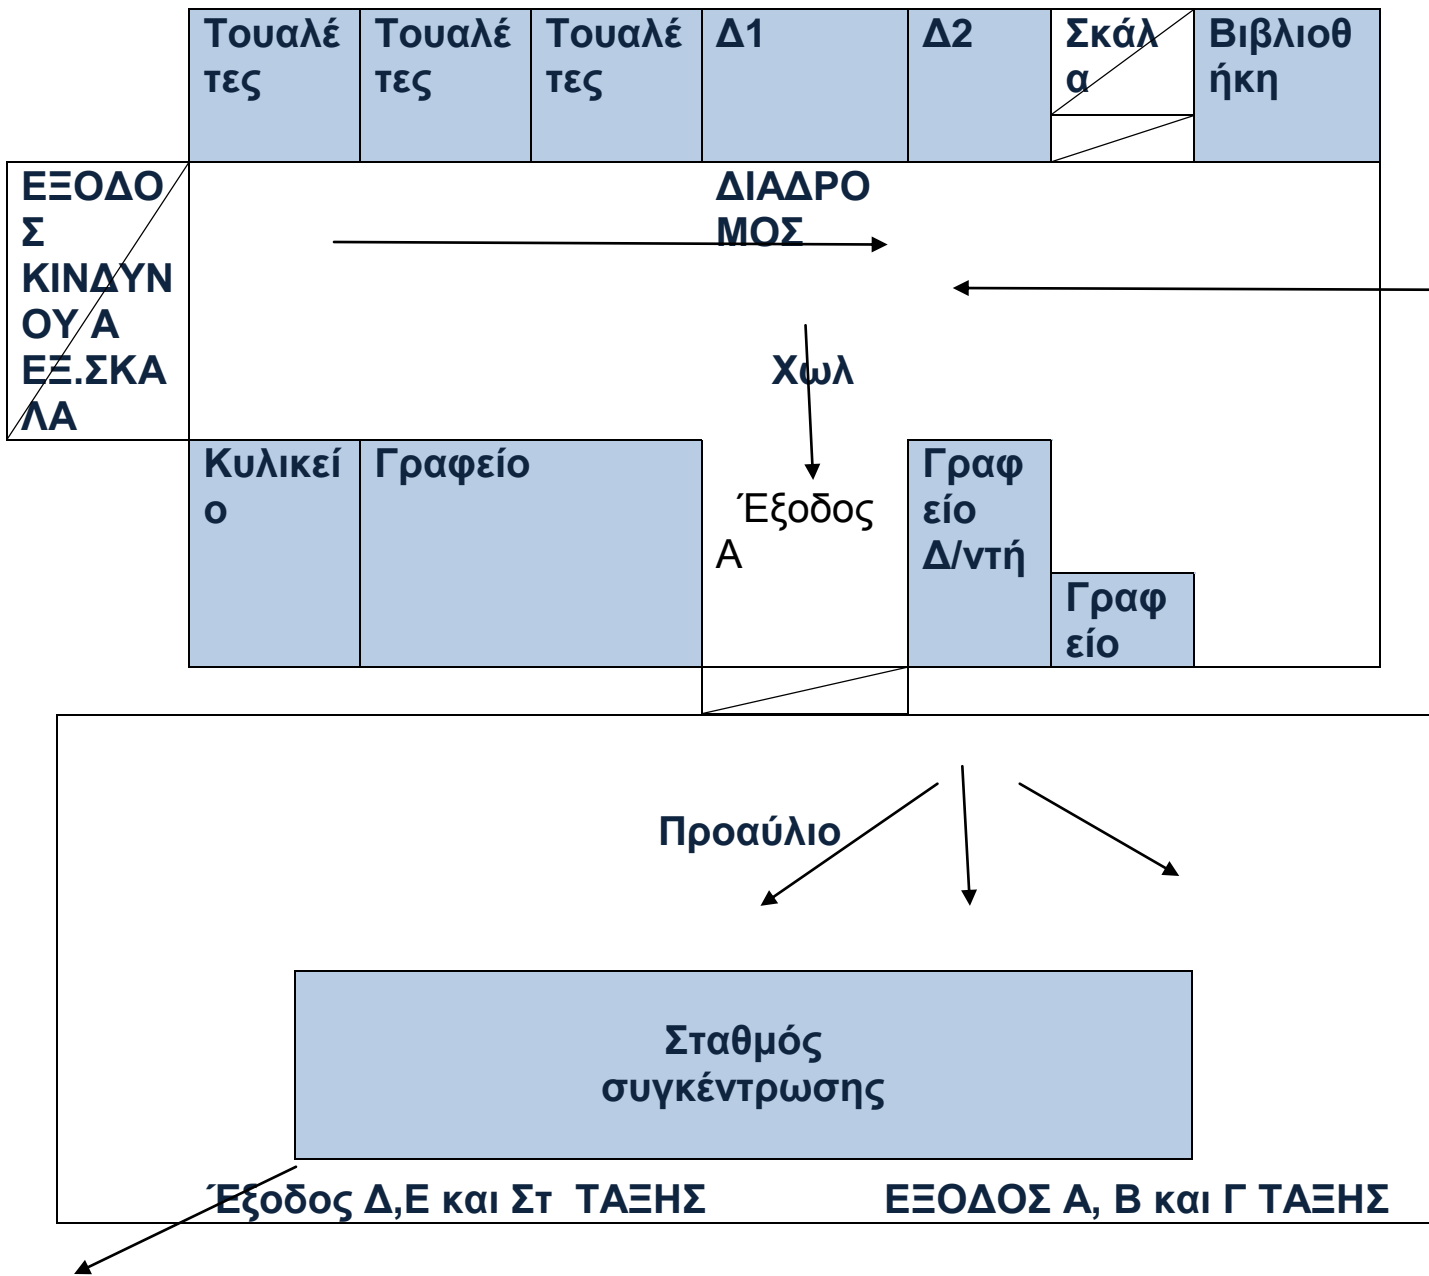 Τουαλέ
τες
Τουαλέ
τες
Τουαλέ
τες
Δ1
Δ2
Σκάλ
α
Βιβλιοθ
ήκη
ΕΞΟΔΟ
Σ
ΚΙΝΔΥΝ
ΟΥ Α
ΕΞ.ΣΚΑ
ΛΑ
ΔΙΑΔΡΟ
ΜΟΣ
Χωλ
Κυλικεί
ο
Γραφείο
Έξοδος
Α
Γραφ
είο
Δ/ντή
Γραφ
είο
Προαύλιο
Σταθμός
συγκέντρωσης
Έξοδος Δ,Ε και Στ ΤΑΞΗΣ
ΕΞΟΔΟΣ Α, Β και Γ ΤΑΞΗΣ